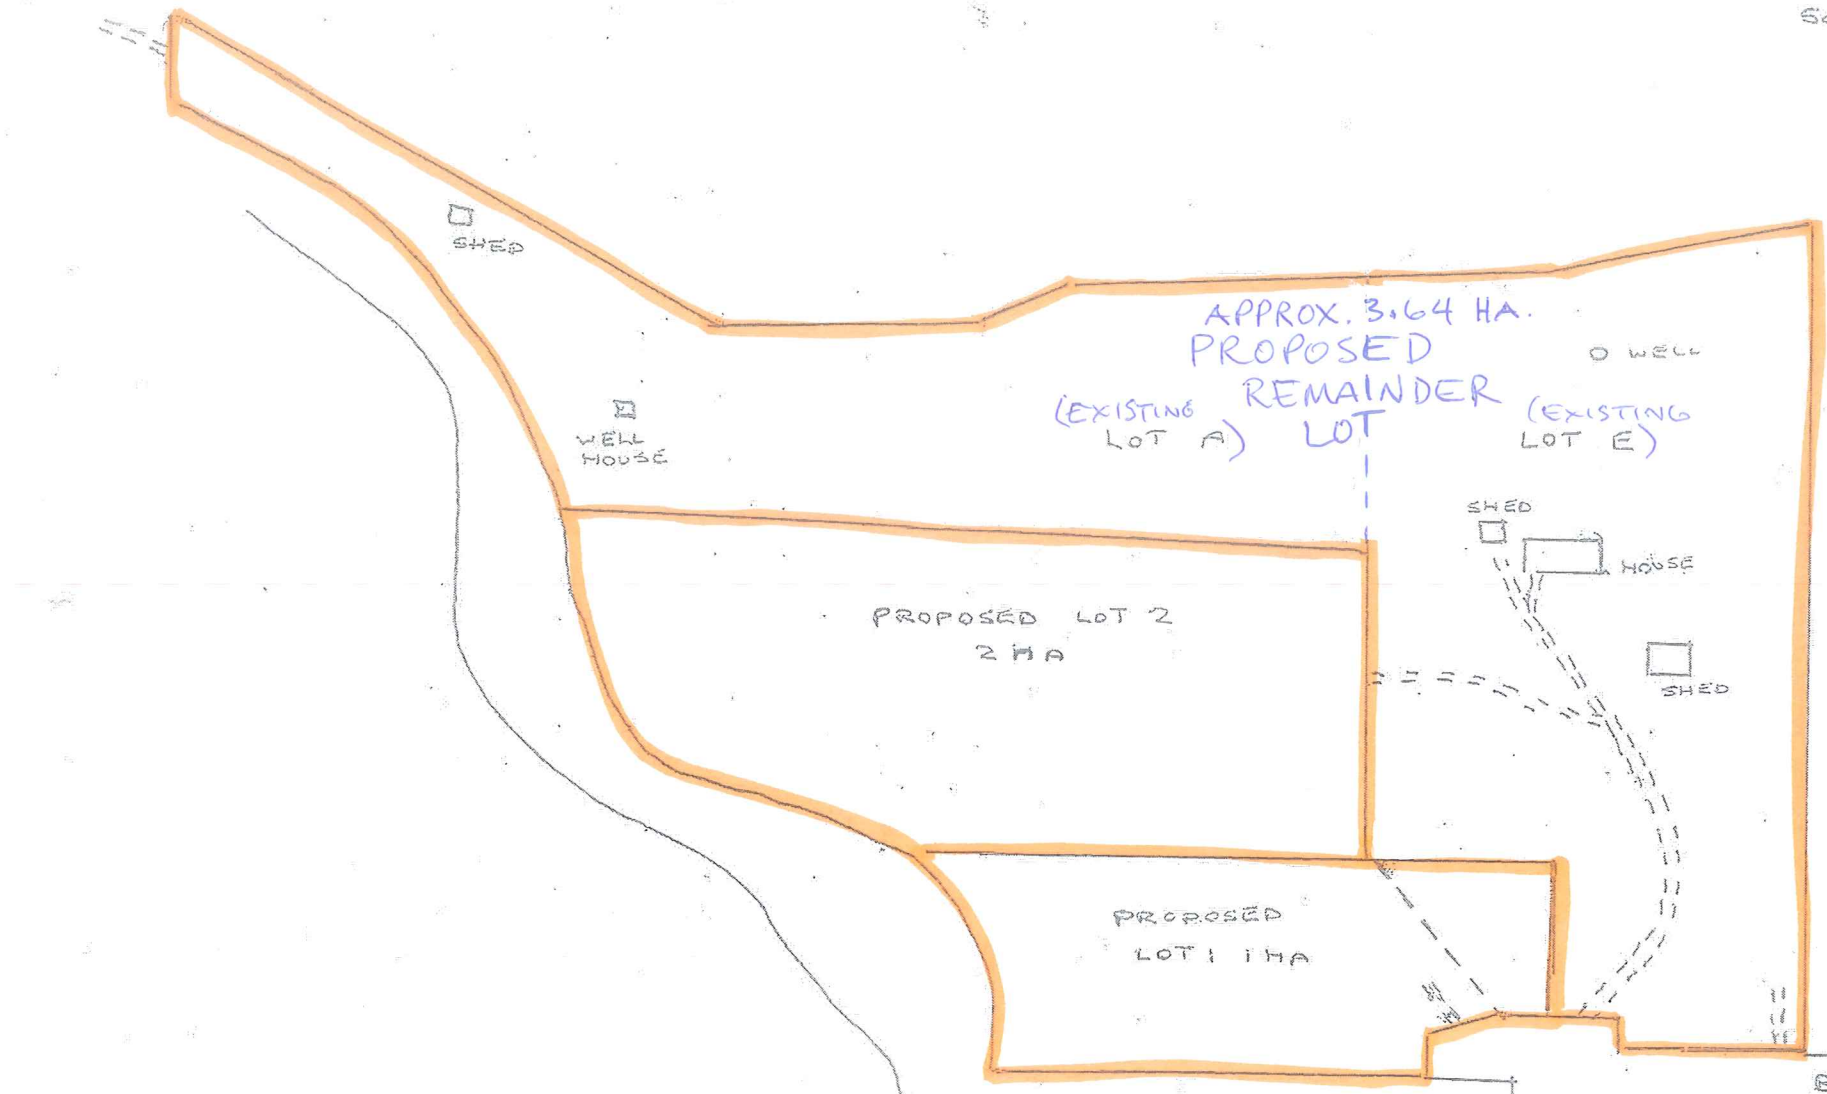 SHED
APPROX. 3.64 HA.
PROPOSED
REMAINDER
LOT
(EXISTING
LOT A)
(EXISTING
LOT E)
O WELL
WELL
HOUSE
SHED
HOUSE
SHED
PROPOSED LOT 2
2 HA
PROPOSED
LOT 1 1 HA